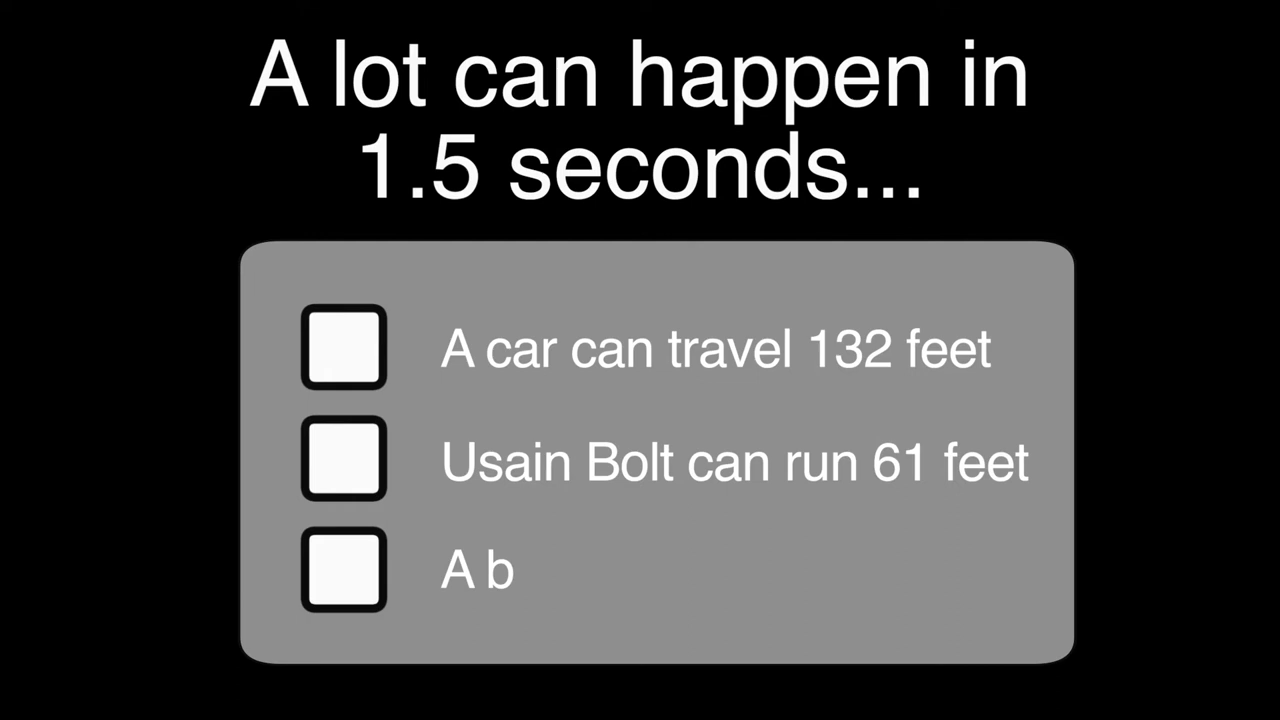 A lot can happen in
1.5 seconds...
A car can travel 132 feet
Usain Bolt can run 61 feet
A b